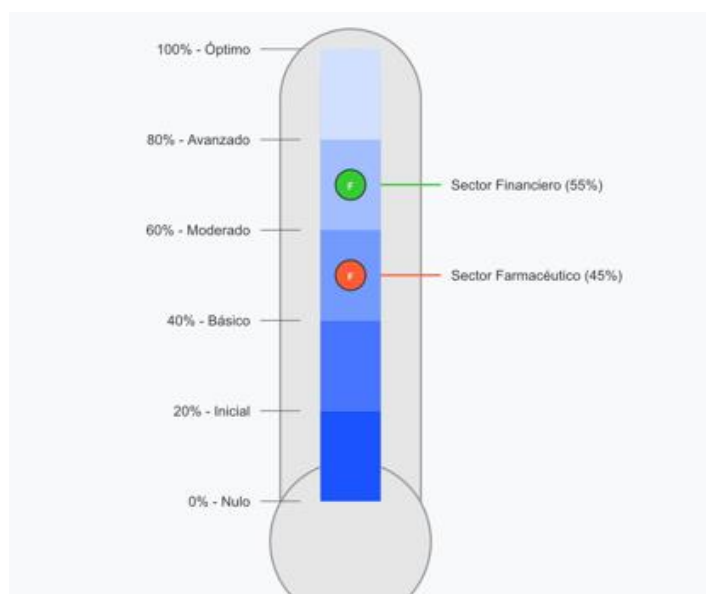 100% - Óptimo
80% - Avanzado
F
Sector Financiero (55%)
60% - Moderado
F
Sector Farmacéutico (45%)
40% - Básico
20% - Inicial
0% - Nulo